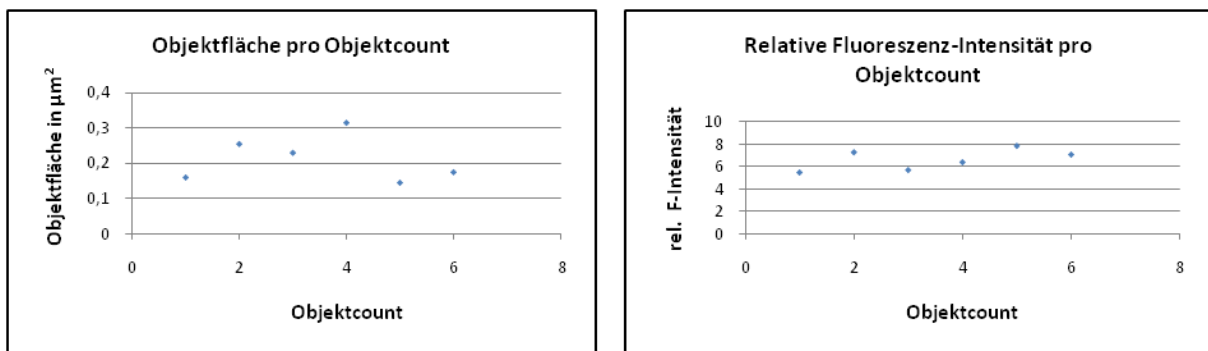 Objektfläche pro Objektcount
Objektfläche in µm²
0,4
0,3
0,2
0,1
0
0 2 4 6 8
Objektcount
Relative Fluoreszenz-Intensität pro
Objektcount
rel. F-Intensität
10
8
6
4
2
0
0 2 4 6 8
Objektcount